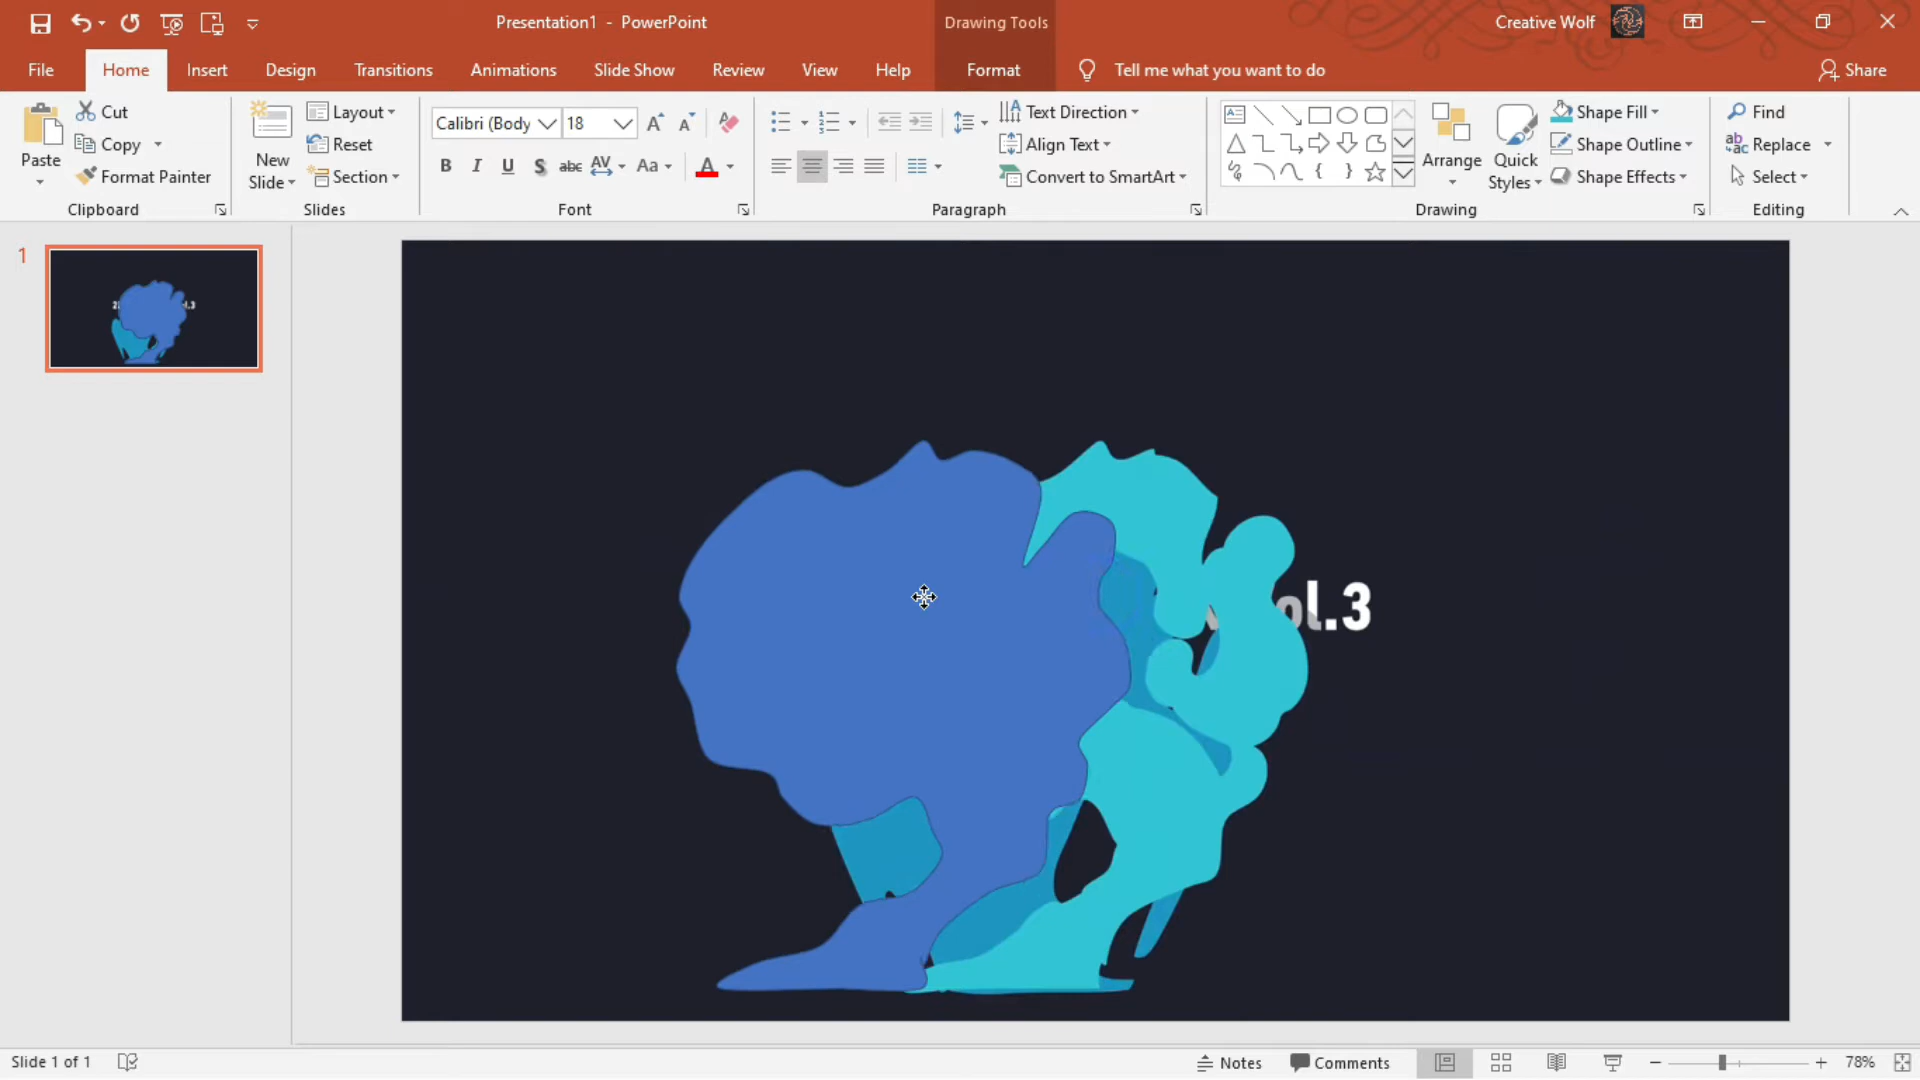 Presentation1 - PowerPoint
Drawing Tools
Creative Wolf
File
Home
Insert
Design
Transitions
Animations
Slide Show
Review
View
Help
Format
Tell me what you want to do
Share
Paste
Cut
Copy
Format Painter
Clipboard
New
Slide
Layout
Reset
Section
Slides
Calibri (Body
18
B I U S abc AV Aa A
Font
Text Direction
Align Text
Convert to SmartArt
Paragraph
Arrange
Quick
Styles
Shape Fill
Shape Outline
Shape Effects
Drawing
Find
Replace
Select
Editing
1
ol.3
Slide 1 of 1
Notes
Comments
78%